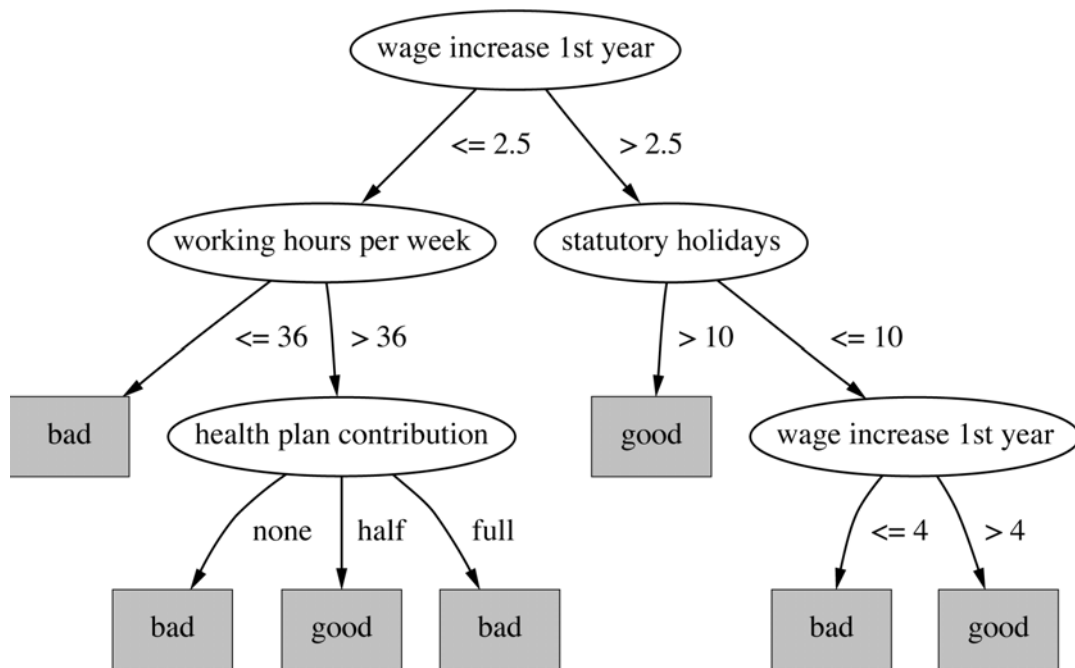 wage increase 1st year
<= 2.5
> 2.5
working hours per week
statutory holidays
<= 36
> 36
> 10
<= 10
bad
health plan contribution
good
wage increase 1st year
none
half
full
<= 4
> 4
bad
good
bad
bad
good